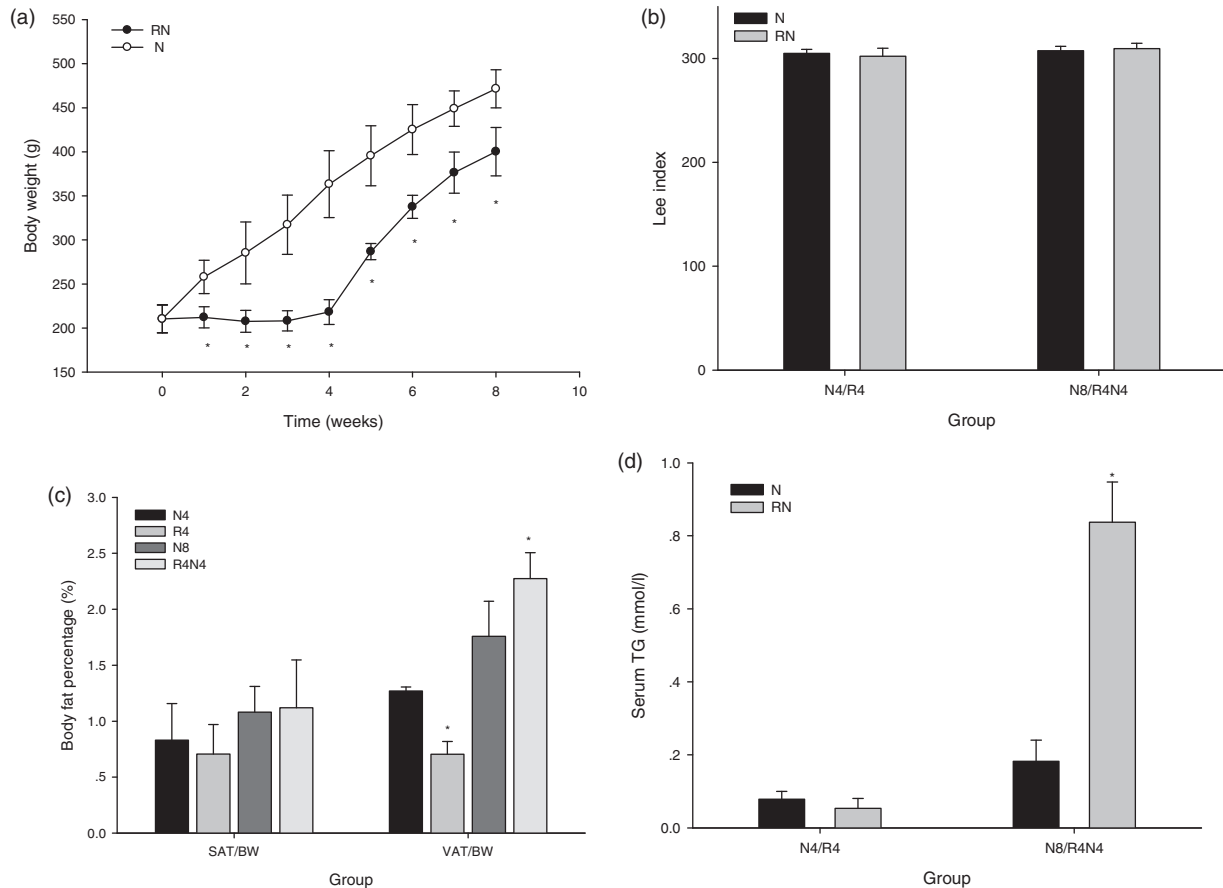 (a)
550
500
450
400
350
300
250
200
150
Body weight (g)
RN
N
* * * * * * * *
0 2 4 6 8 10
Time (weeks)
(b)
300
200
100
0
Lee index
N
RN
N4/R4 N8/R4N4
Group
(c)
3.0
2.5
2.0
1.5
1.0
.5
0.0
Body fat percentage (%)
N4
R4
N8
R4N4
* *
SAT/BW VAT/BW
Group
(d)
1.0
.8
.6
.4
.2
0.0
Serum TG (mmol/l)
N
RN
*
N4/R4 N8/R4N4
Group